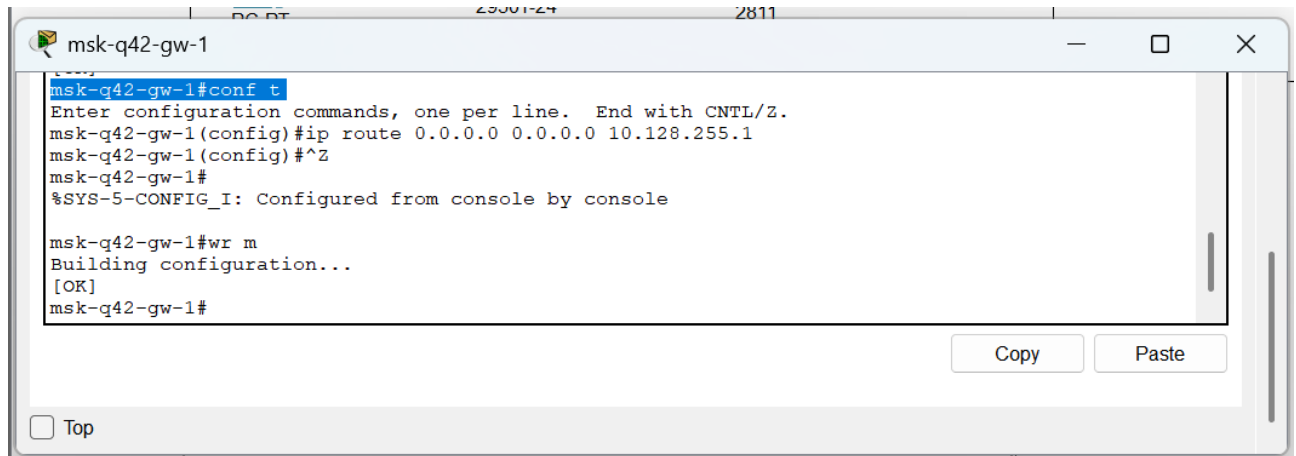 2811
msk-q42-gw-1
msk-q42-gw-1#conf t
Enter configuration commands, one per line.  End with CNTL/Z.
msk-q42-gw-1(config)#ip route 0.0.0.0 0.0.0.0 10.128.255.1
msk-q42-gw-1(config)#^Z
msk-q42-gw-1#
%SYS-5-CONFIG_I: Configured from console by console
msk-q42-gw-1#wr m
Building configuration...
[OK]
msk-q42-gw-1#
Copy
Paste
Top